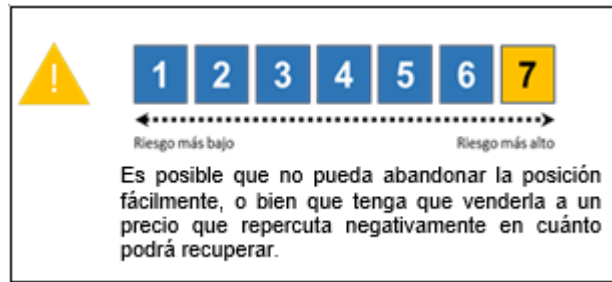 !
1 2 3 4 5 6 7
Riesgo más bajo Riesgo más alto
Es posible que no pueda abandonar la posición
fácilmente, o bien que tenga que venderla a un
precio que repercuta negativamente en cuánto
podrá recuperar.